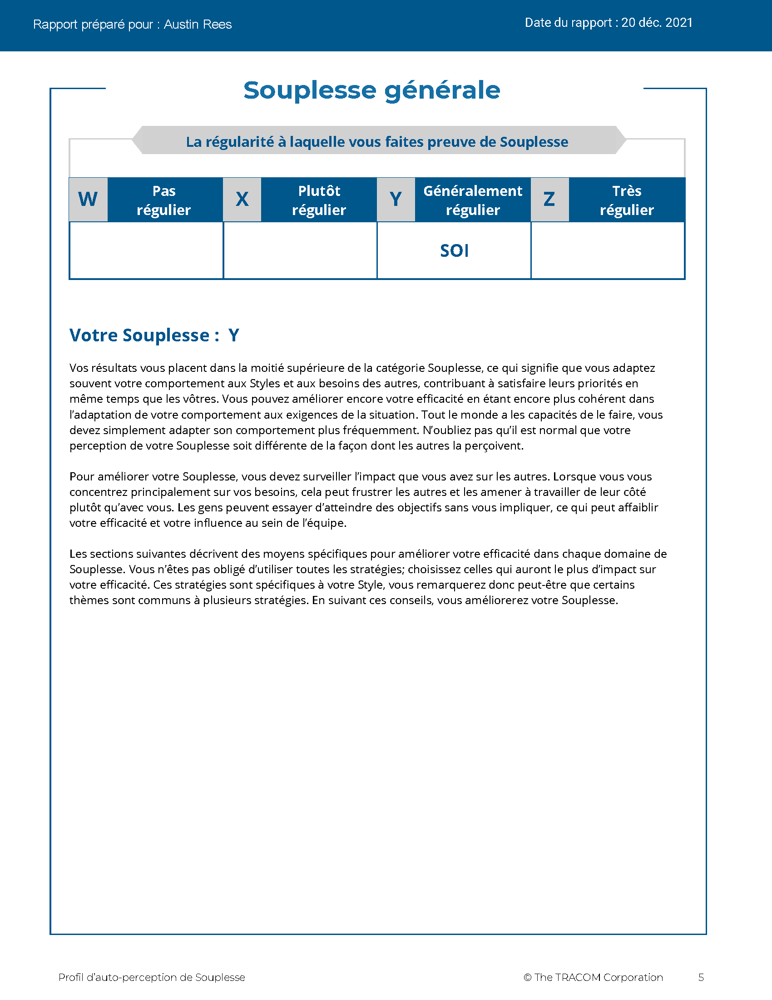 Rapport préparé pour : Austin Rees
Date du rapport : 20 déc. 2021
Souplesse générale
La régularité à laquelle vous faites preuve de Souplesse
W
Pas
régulier
X
Plutôt
régulier
Y
Généralement
régulier
Z
Très
régulier
SOI
Votre Souplesse : Y
Vos résultats vous placent dans la moitié supérieure de la catégorie Souplesse, ce qui signifie que vous adaptez
souvent votre comportement aux Styles et aux besoins des autres, contribuant à satisfaire leurs priorités en
même temps que les vôtres. Vous pouvez améliorer encore votre efficacité en étant encore plus cohérent dans
l’adaptation de votre comportement aux exigences de la situation. Tout le monde a les capacités de le faire, vous
devez simplement adapter son comportement plus fréquemment. N’oubliez pas qu’il est normal que votre
perception de votre Souplesse soit différente de la façon dont les autres la perçoivent.
Pour améliorer votre Souplesse, vous devez surveiller l’impact que vous avez sur les autres. Lorsque vous vous
concentrez principalement sur vos besoins, cela peut frustrer les autres et les amener à travailler de leur côté
plutôt qu’avec vous. Les gens peuvent essayer d’atteindre des objectifs sans vous impliquer, ce qui peut affaiblir
votre efficacité et votre influence au sein de l’équipe.
Les sections suivantes décrivent des moyens spécifiques pour améliorer votre efficacité dans chaque domaine de
Souplesse. Vous n’êtes pas obligé d’utiliser toutes les stratégies; choisissez celles qui auront le plus d’impact sur
votre efficacité. Ces stratégies sont spécifiques à votre Style, vous remarquerez donc peut-être que certains
thèmes sont communs à plusieurs stratégies. En suivant ces conseils, vous améliorerez votre Souplesse.
Profil d’auto-perception de Souplesse
© The TRACOM Corporation
5